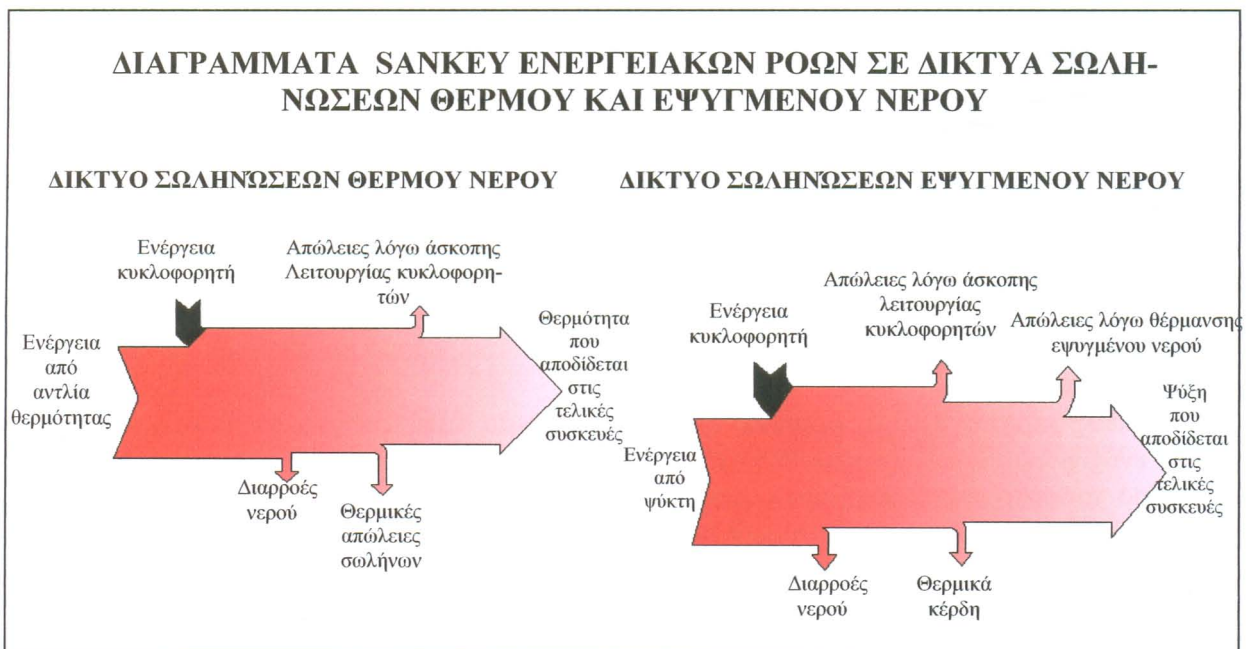 ΔΙΑΓΡΑΜΜΑΤΑ SANKEY ΕΝΕΡΓΕΙΑΚΩΝ ΡΟΩΝ ΣΕ ΔΙΚΤΥΑ ΣΩΛΗ-
ΝΩΣΕΩΝ ΘΕΡΜΟΥ ΚΑΙ ΕΨΥΓΜΕΝΟΥ ΝΕΡΟΥ
ΔΙΚΤΥΟ ΣΩΛΗΝΏΣΕΩΝ ΘΕΡΜΟΥ ΝΕΡΟΥ
Ενέργεια
κυκλοφορητή
Απώλειες λόγω άσκοπης
Λειτουργίας κυκλοφορη-
τών
Ενέργεια
από
αντλία
θερμότητας
Θερμότητα
που
αποδίδεται
στις
τελικές
συσκευές
Διαρροές
νερού
Θερμικές
απώλειες
σωλήνων
ΔΙΚΤΥΟ ΣΩΛΗΝΏΣΕΩΝ ΕΨΥΓΜΕΝΟΥ ΝΕΡΟΥ
Ενέργεια
κυκλοφορητή
Απώλειες λόγω άσκοπης
λειτουργίας
κυκλοφορητών
Απώλειες λόγω θέρμανσης
εψυγμένου νερού
Ενέργεια
από
ψύκτη
Ψύξη
που
αποδίδεται
στις
τελικές
συσκευές
Διαρροές
νερού
Θερμικά
κέρδη